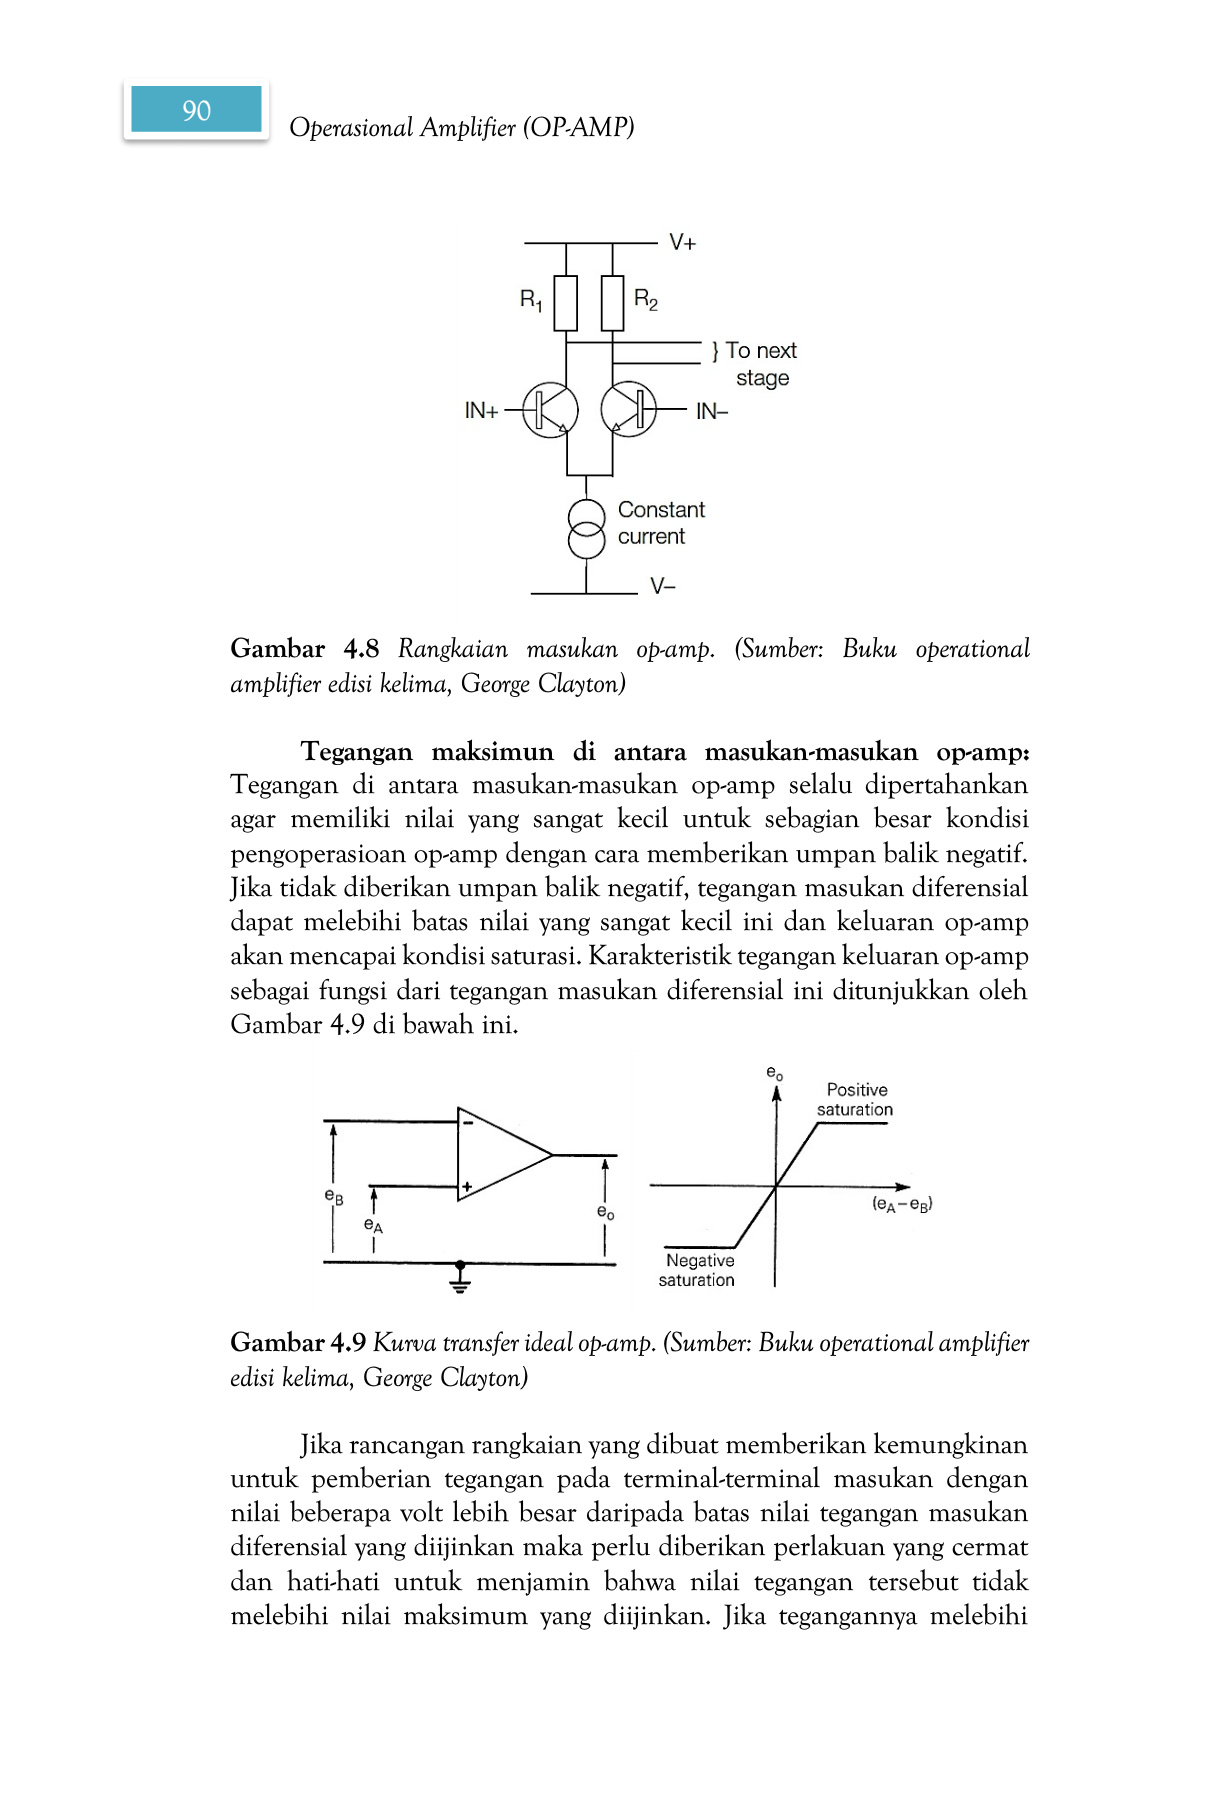 90
Operasional Amplifier (OP-AMP)
V+
R1
R2
} To next
stage
IN+
IN–
Constant
current
V–
Gambar 4.8 Rangkaian masukan op-amp. (Sumber: Buku operational
amplifier edisi kelima, George Clayton)
Tegangan maksimun di antara masukan-masukan op-amp:
Tegangan di antara masukan-masukan op-amp selalu dipertahankan
agar memiliki nilai yang sangat kecil untuk sebagian besar kondisi
pengoperasioan op-amp dengan cara memberikan umpan balik negatif.
Jika tidak diberikan umpan balik negatif, tegangan masukan diferensial
dapat melebihi batas nilai yang sangat kecil ini dan keluaran op-amp
akan mencapai kondisi saturasi. Karakteristik tegangan keluaran op-amp
sebagai fungsi dari tegangan masukan diferensial ini ditunjukkan oleh
Gambar 4.9 di bawah ini.
–
+
eB
eA
eo
eo
Positive
saturation
(eA–eB)
Negative
saturation
Gambar 4.9 Kurva transfer ideal op-amp. (Sumber: Buku operational amplifier
edisi kelima, George Clayton)
Jika rancangan rangkaian yang dibuat memberikan kemungkinan
untuk pemberian tegangan pada terminal-terminal masukan dengan
nilai beberapa volt lebih besar daripada batas nilai tegangan masukan
diferensial yang diijinkan maka perlu diberikan perlakuan yang cermat
dan hati-hati untuk menjamin bahwa nilai tegangan tersebut tidak
melebihi nilai maksimum yang diijinkan. Jika tegangannya melebihi